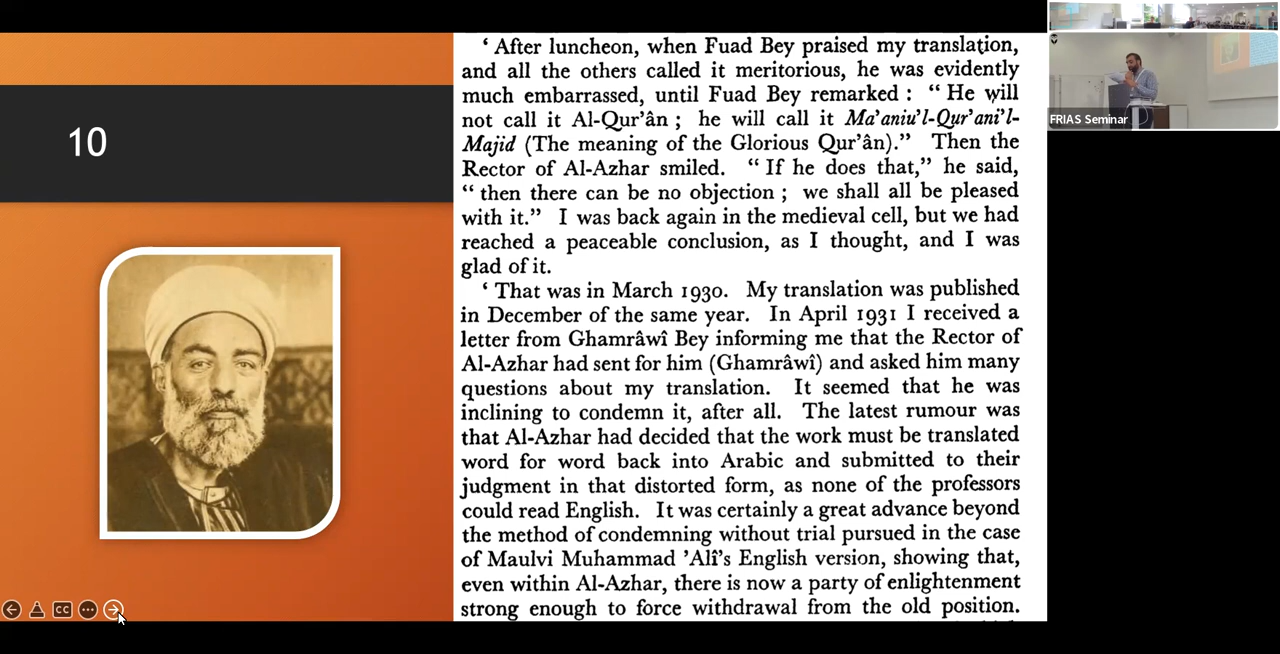 10
‘ After luncheon, when Fuad Bey praised my translation,
and all the others called it meritorious, he was evidently
much embarrassed, until Fuad Bey remarked : “ He will
not call it Al-Qur’ân ; he will call it Ma’aniu’l-Qur’ani’l-
Majid (The meaning of the Glorious Qur’ân).” Then the
Rector of Al-Azhar smiled. “ If he does that,” he said,
“ then there can be no objection ; we shall all be pleased
with it.” I was back again in the medieval cell, but we had
reached a peaceable conclusion, as I thought, and I was
glad of it.
‘ That was in March 1930. My translation was published
in December of the same year. In April 1931 I received a
letter from Ghamrâwî Bey informing me that the Rector of
Al-Azhar had sent for him (Ghamrâwî) and asked him many
questions about my translation. It seemed that he was
inclining to condemn it, after all. The latest rumour was
that Al-Azhar had decided that the work must be translated
word for word back into Arabic and submitted to their
judgment in that distorted form, as none of the professors
could read English. It was certainly a great advance beyond
the method of condemning without trial pursued in the case
of Maulvi Muhammad ’Alî’s English version, showing that,
even within Al-Azhar, there is now a party of enlightenment
strong enough to force withdrawal from the old position.
FRIAS Seminar
CC